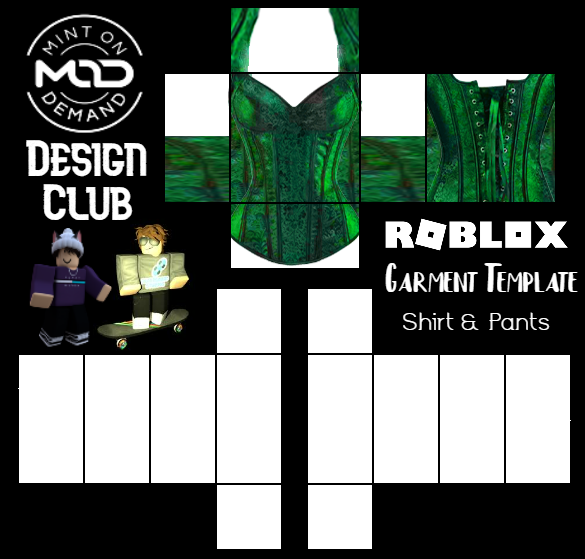 MINT ON
MOD
DEMAND
DESIGN
CLUB
ROBLOX
GARMENT TEMPLATE
Shirt & Pants